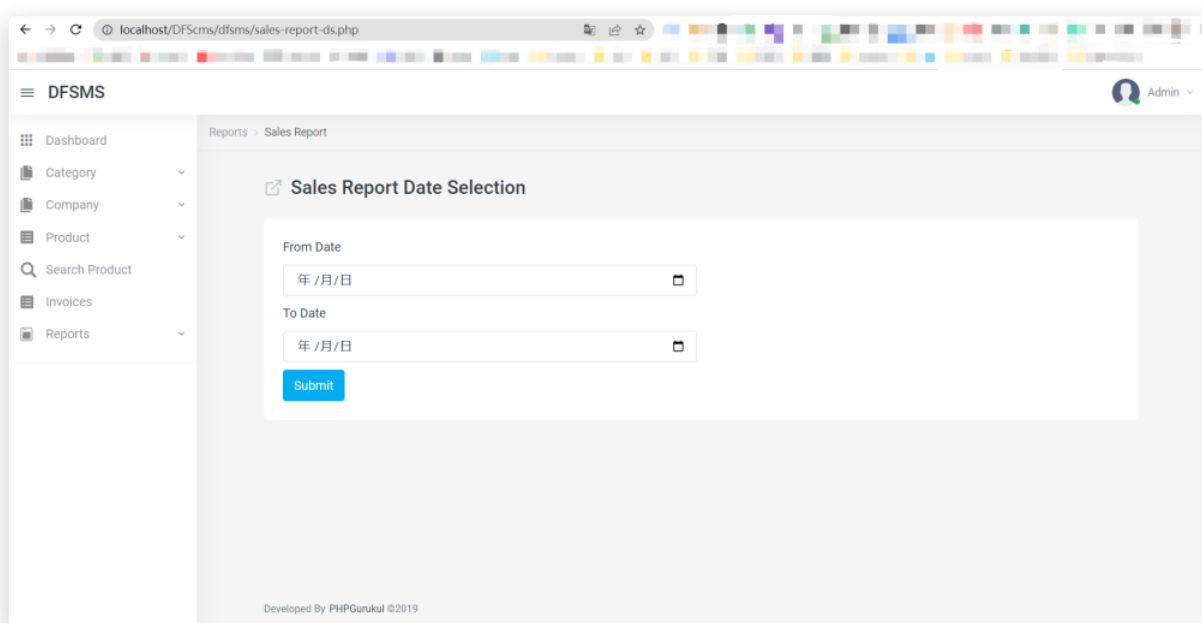 localhost/DFScms/dfsms/sales-report-ds.php
DFSMS
Admin
Dashboard
Category
Company
Product
Search Product
Invoices
Reports
Reports > Sales Report
Sales Report Date Selection
From Date
年 /月/日
To Date
年 /月/日
Submit
Developed By PHPGurukul ©2019